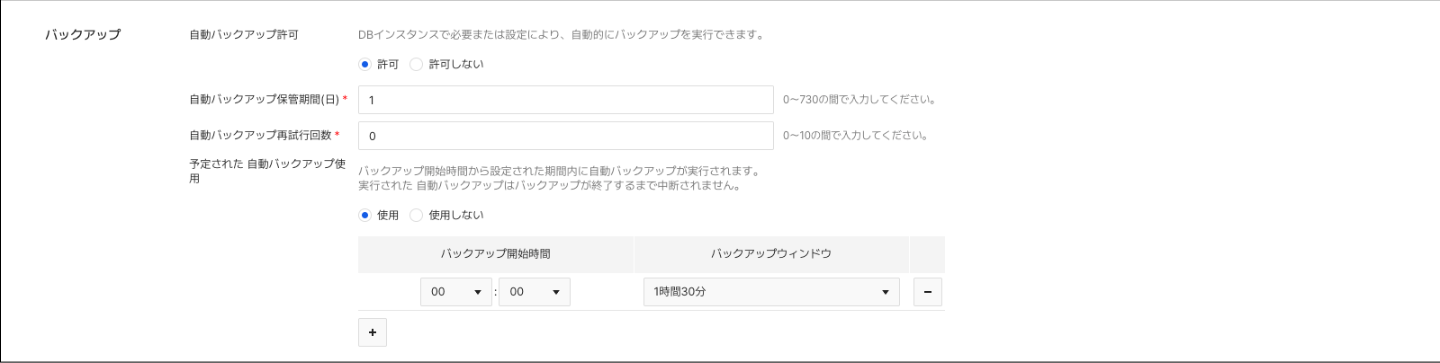 バックアップ
自動バックアップ許可
DBインスタンスで必要または設定により、自動的にバックアップを実行できます。
許可 許可しない
自動バックアップ保管期間(日) *
1
0～730の間で入力してください。
自動バックアップ再試行回数 *
0
0～10の間で入力してください。
予定された 自動バックアップ使
用
バックアップ開始時間から設定された期間内に自動バックアップが実行されます。
実行された 自動バックアップはバックアップが終了するまで中断されません。
使用 使用しない
バックアップ開始時間 バックアップウィンドウ
00 : 00 1時間30分 −
+